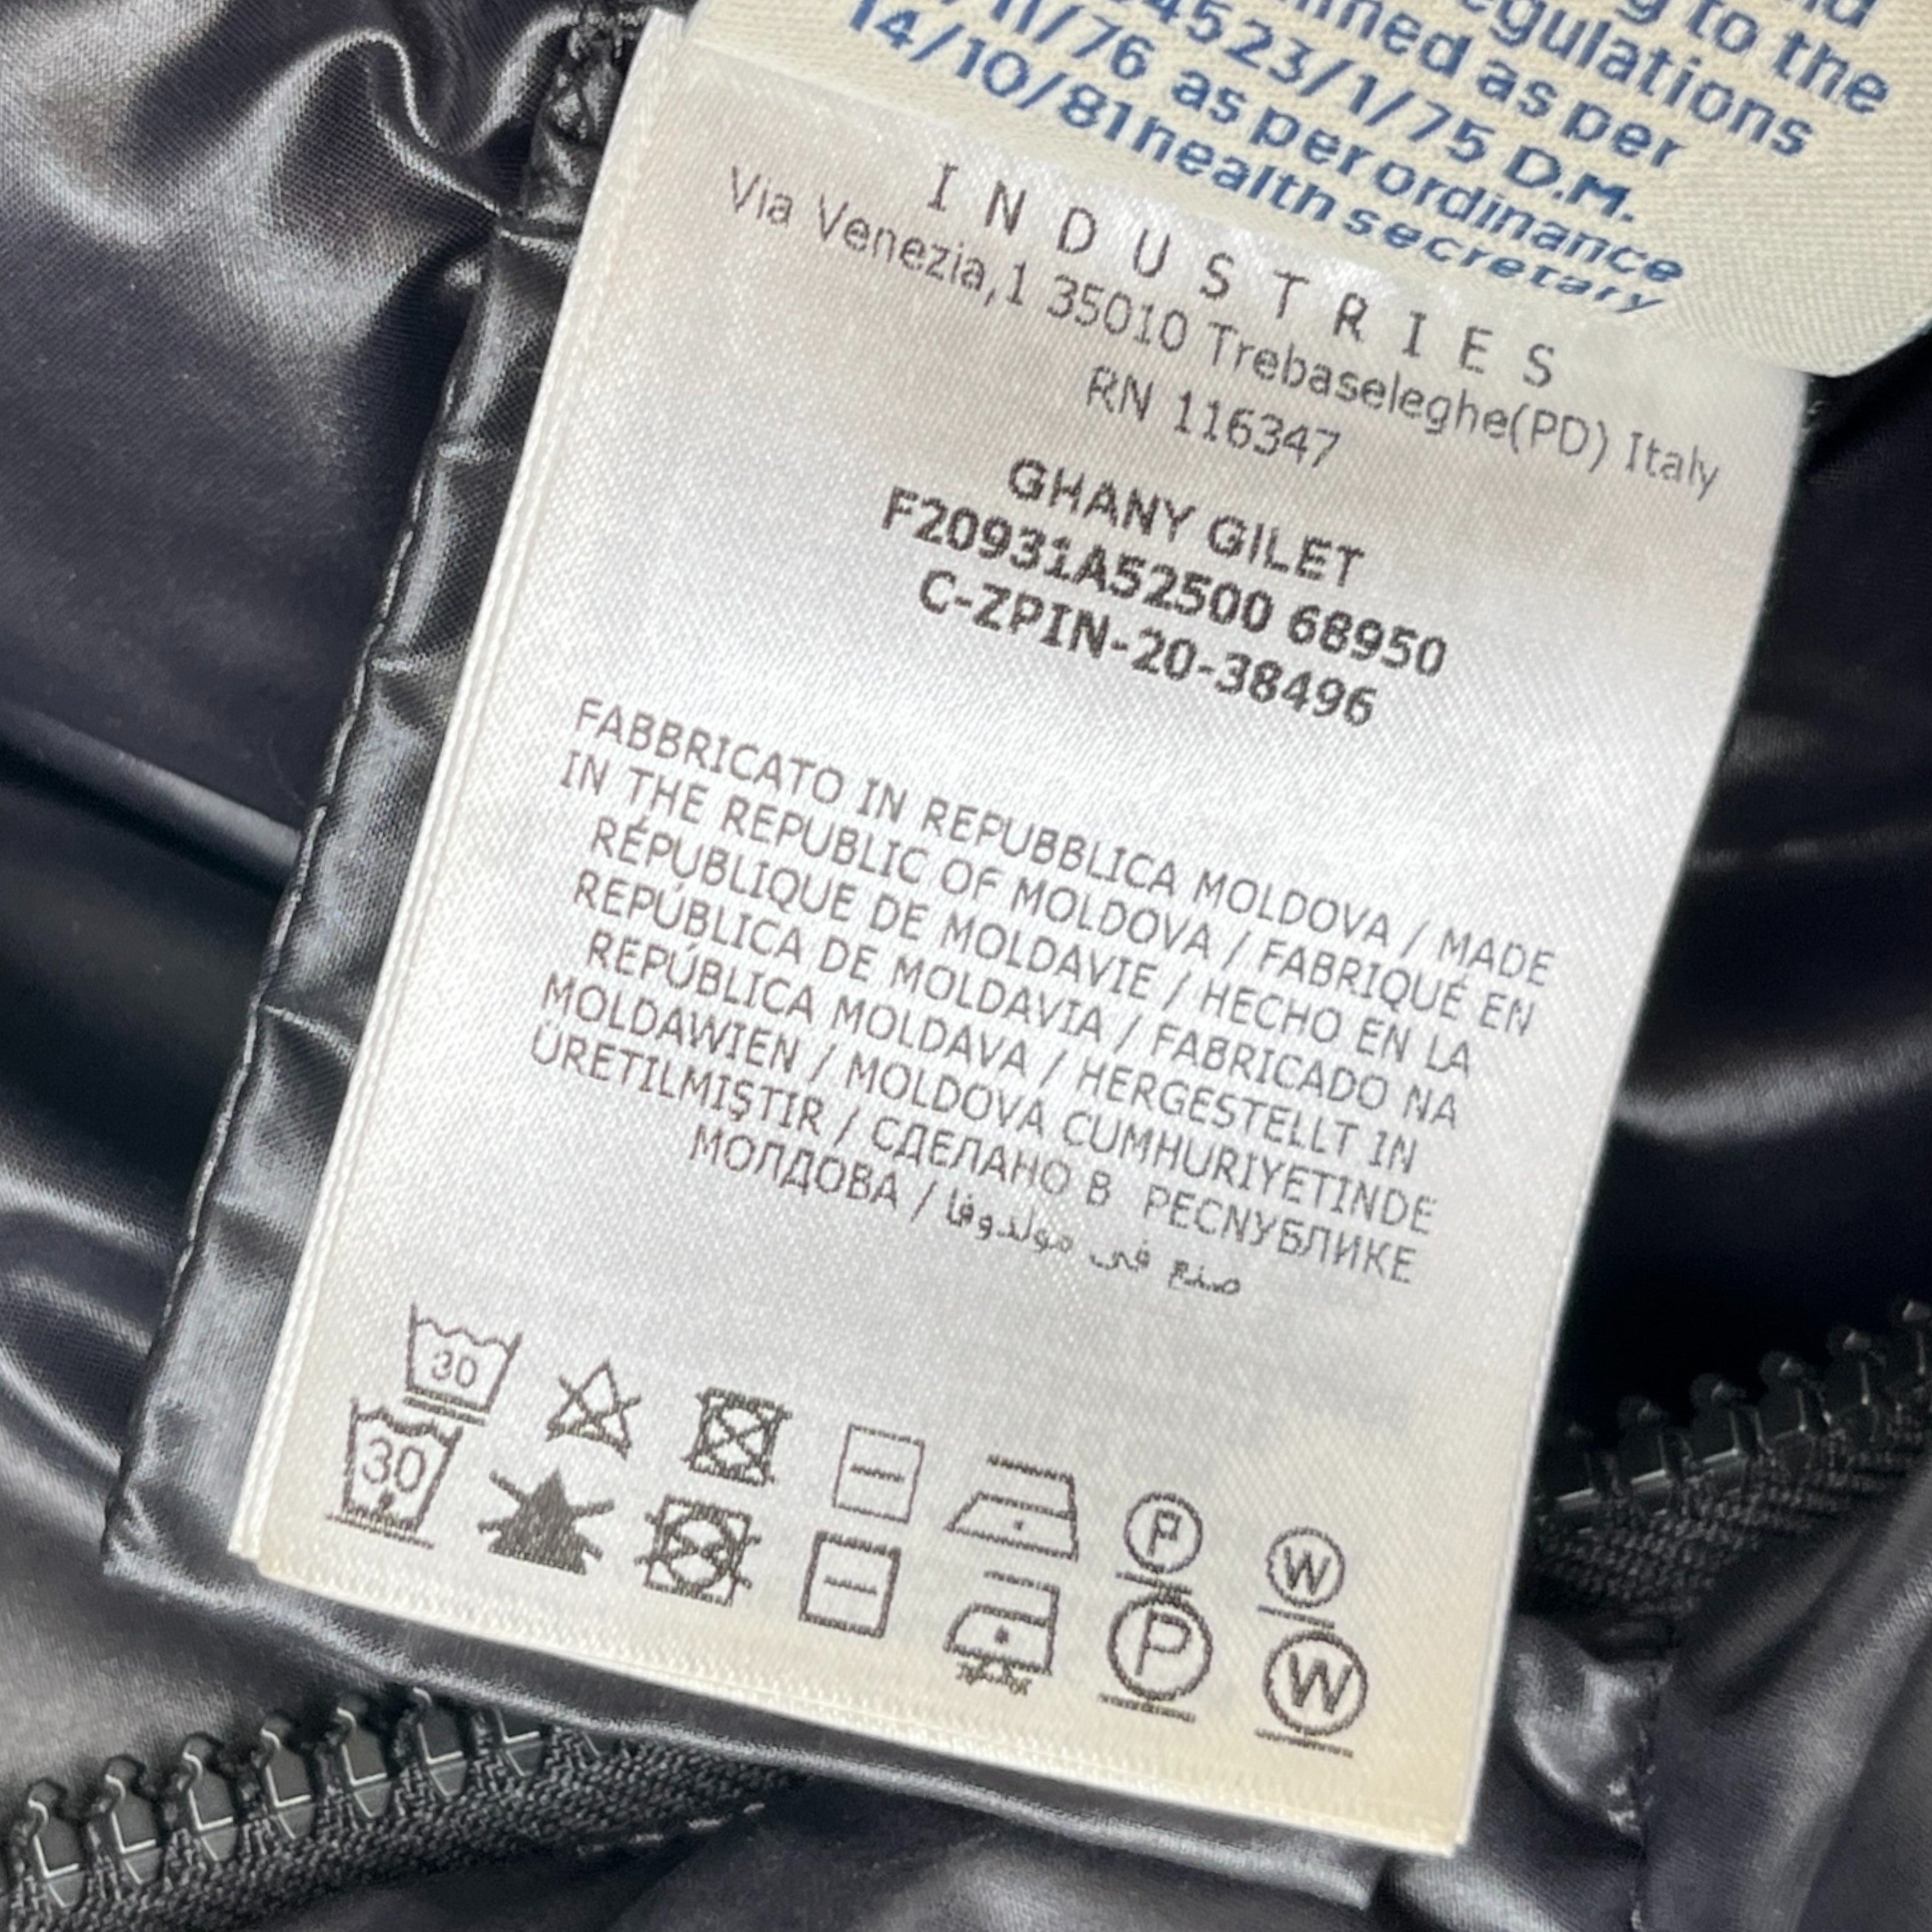 to the
egulations
as per
4523/1/75 D.M.
/11/76 as per ordinance
14/10/81 health secretary
INDUSTRIES
Via Venezia,1 35010 Trebaseleghe(PD) Italy
RN 116347
GHANY GILET
F20931A52500 68950
C-ZPIN-20-38496
FABBRICATO IN REPUBBLICA MOLDOVA / MADE
IN THE REPUBLIC OF MOLDOVA / FABRIQUÉ EN
RÉPUBLIQUE DE MOLDAVIE / HECHO EN LA
REPÚBLICA DE MOLDAVIA / FABRICADO NA
REPÚBLICA MOLDAVA / HERGESTELLT IN
MOLDAWIEN / MOLDOVA CUMHURIYETINDE
ÜRETILMIŞTIR / СДЕЛАНО В РЕСNУБЛИКЕ
МОЛДОВА / صنع في مولدوفا
30 P W
30 P W